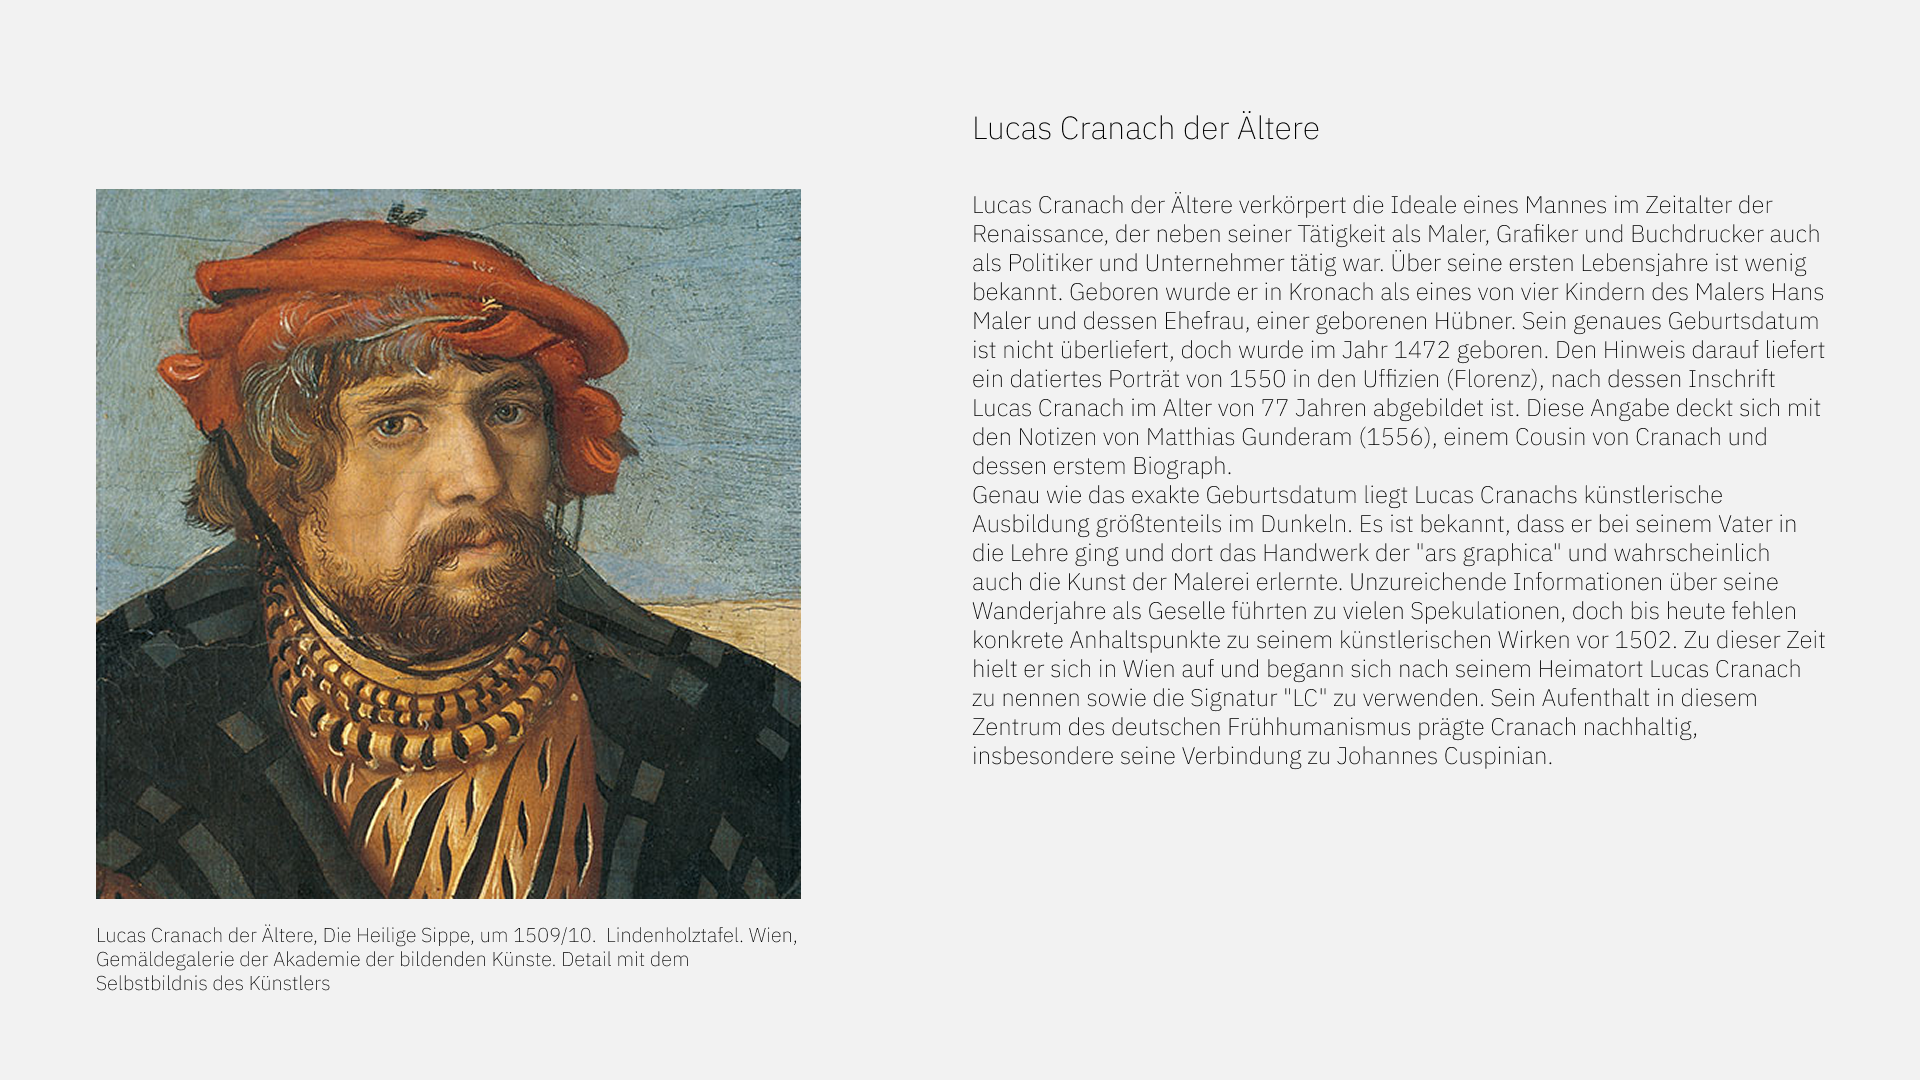 Lucas Cranach der Ältere
Lucas Cranach der Ältere verkörpert die Ideale eines Mannes im Zeitalter der
Renaissance, der neben seiner Tätigkeit als Maler, Grafiker und Buchdrucker auch
als Politiker und Unternehmer tätig war. Über seine ersten Lebensjahre ist wenig
bekannt. Geboren wurde er in Kronach als eines von vier Kindern des Malers Hans
Maler und dessen Ehefrau, einer geborenen Hübner. Sein genaues Geburtsdatum
ist nicht überliefert, doch wurde im Jahr 1472 geboren. Den Hinweis darauf liefert
ein datiertes Porträt von 1550 in den Uffizien (Florenz), nach dessen Inschrift
Lucas Cranach im Alter von 77 Jahren abgebildet ist. Diese Angabe deckt sich mit
den Notizen von Matthias Gunderam (1556), einem Cousin von Cranach und
dessen erstem Biograph.
Genau wie das exakte Geburtsdatum liegt Lucas Cranachs künstlerische
Ausbildung größtenteils im Dunkeln. Es ist bekannt, dass er bei seinem Vater in
die Lehre ging und dort das Handwerk der "ars graphica" und wahrscheinlich
auch die Kunst der Malerei erlernte. Unzureichende Informationen über seine
Wanderjahre als Geselle führten zu vielen Spekulationen, doch bis heute fehlen
konkrete Anhaltspunkte zu seinem künstlerischen Wirken vor 1502. Zu dieser Zeit
hielt er sich in Wien auf und begann sich nach seinem Heimatort Lucas Cranach
zu nennen sowie die Signatur "LC" zu verwenden. Sein Aufenthalt in diesem
Zentrum des deutschen Frühhumanismus prägte Cranach nachhaltig,
insbesondere seine Verbindung zu Johannes Cuspinian.
Lucas Cranach der Ältere, Die Heilige Sippe, um 1509/10.  Lindenholztafel. Wien,
Gemäldegalerie der Akademie der bildenden Künste. Detail mit dem
Selbstbildnis des Künstlers